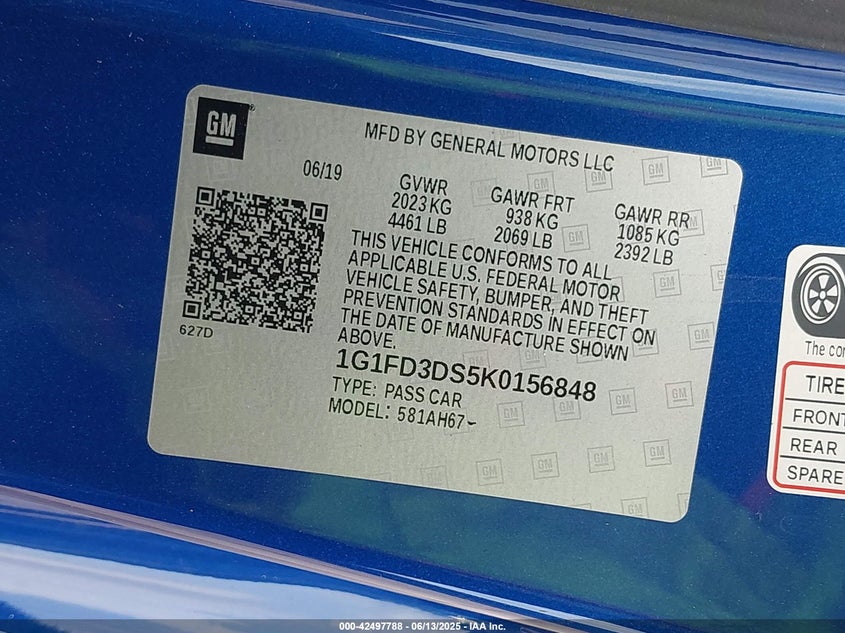 GM
MFD BY GENERAL MOTORS LLC
06/19
GVWR
2023 KG
4461 LB
GAWR FRT
938 KG
2069 LB
GAWR RR
1085 KG
2392 LB
THIS VEHICLE CONFORMS TO ALL
APPLICABLE U.S. FEDERAL MOTOR
VEHICLE SAFETY, BUMPER, AND THEFT
PREVENTION STANDARDS IN EFFECT ON
THE DATE OF MANUFACTURE SHOWN
ABOVE.
627D
1G1FD3DS5K0156848
TYPE: PASS CAR
MODEL: 581AH67
The
TIRE
FRONT
REAR
SPARE
000-42497788 - 06/13/2025 - IAA Inc.